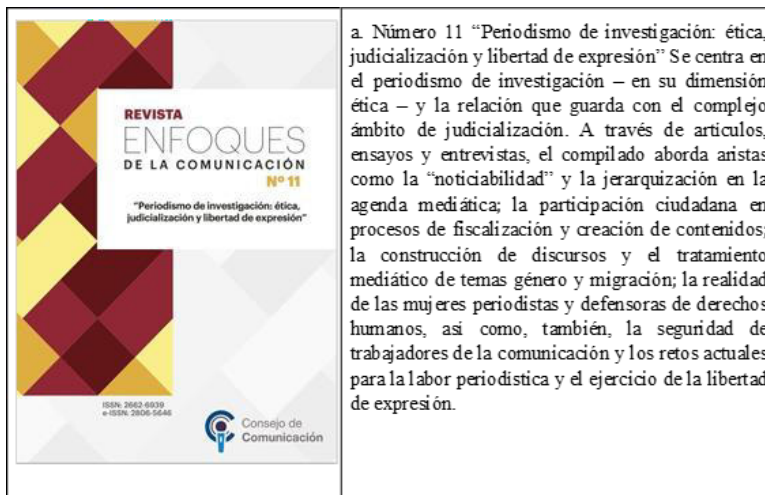 REVISTA
ENFOQUES
DE LA COMUNICACIÓN
Nº 11
"Periodismo de investigación: ética,
judicialización y libertad de expresión"
ISSN: 2662-6939
e-ISSN: 2806-5646
Consejo de
Comunicación
a. Número 11 “Periodismo de investigación: ética,
judicialización y libertad de expresión” Se centra en
el periodismo de investigación – en su dimensión
ética – y la relación que guarda con el complejo
ámbito de judicialización. A través de artículos,
ensayos y entrevistas, el compilado aborda aristas
como la “noticiabilidad” y la jerarquización en la
agenda mediática; la participación ciudadana en
procesos de fiscalización y creación de contenidos;
la construcción de discursos y el tratamiento
mediático de temas género y migración; la realidad
de las mujeres periodistas y defensoras de derechos
humanos, así como, también, la seguridad de
trabajadores de la comunicación y los retos actuales
para la labor periodística y el ejercicio de la libertad
de expresión.